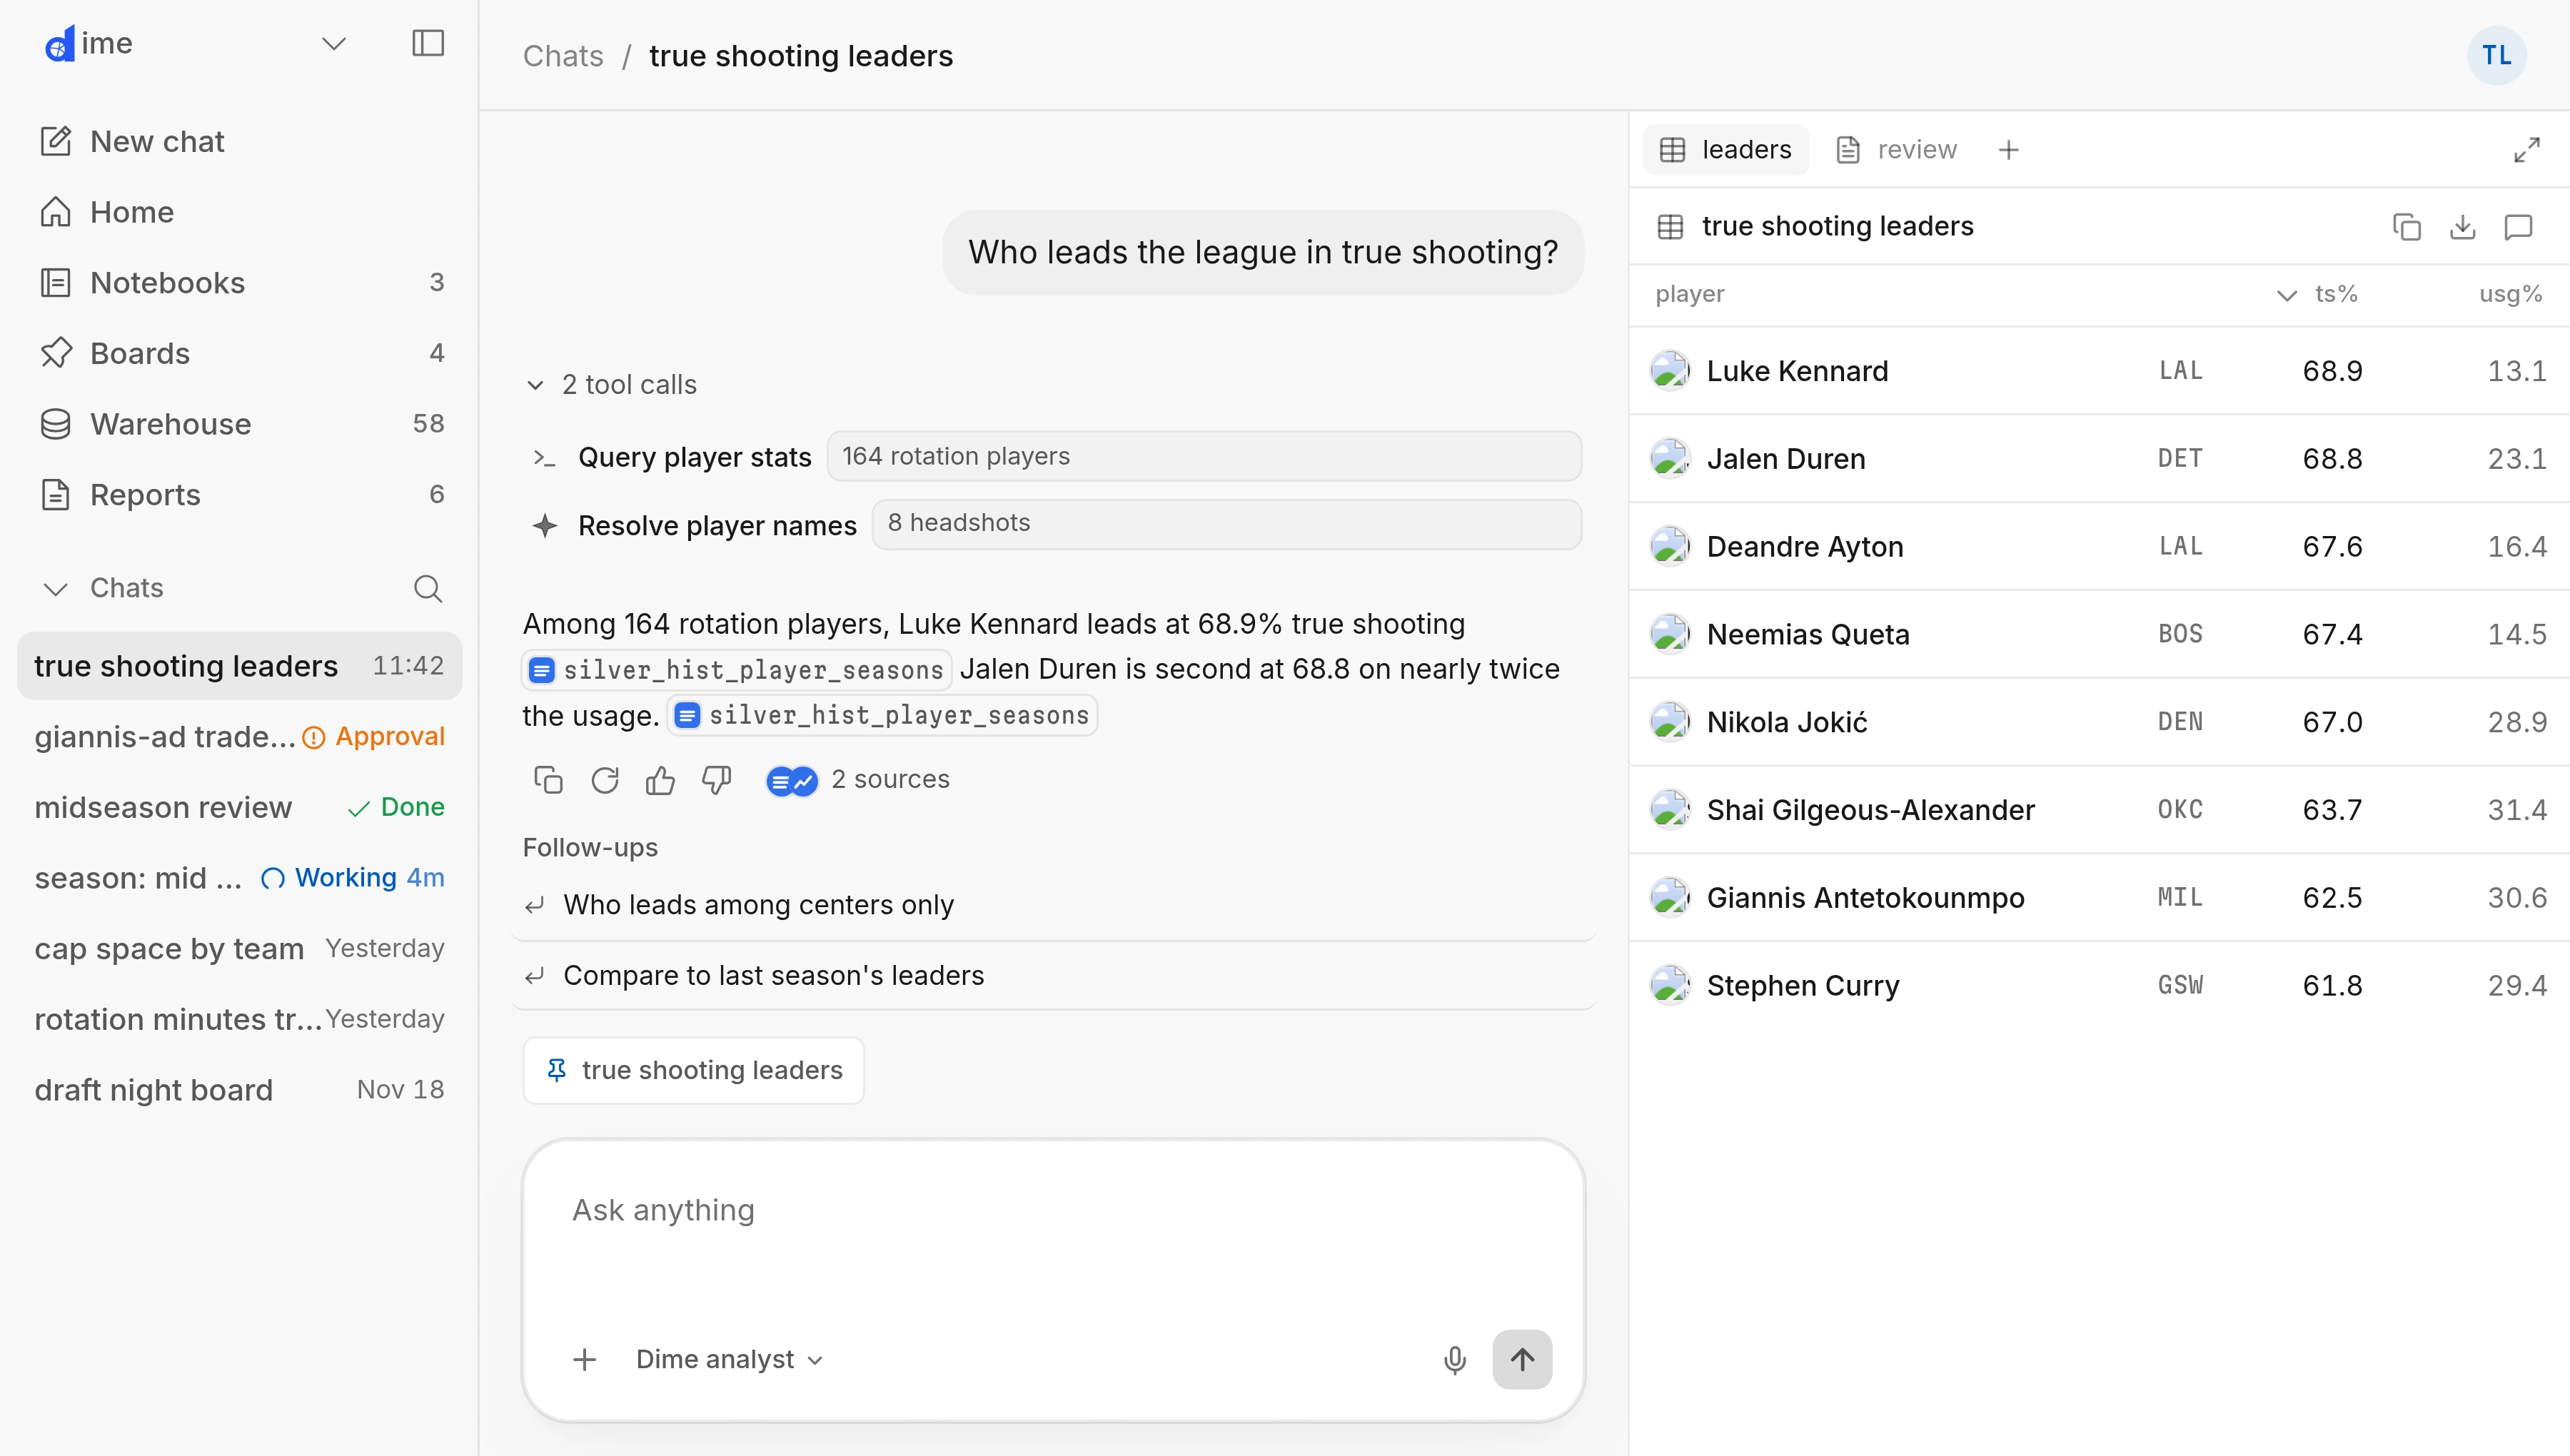 dime
New chat
Home
Notebooks 3
Boards 4
Warehouse 58
Reports 6
Chats
true shooting leaders 11:42
giannis-ad trade... Approval
midseason review Done
season: mid ... Working 4m
cap space by team Yesterday
rotation minutes tr... Yesterday
draft night board Nov 18
Chats / true shooting leaders
TL
Who leads the league in true shooting?
2 tool calls
Query player stats 164 rotation players
Resolve player names 8 headshots
Among 164 rotation players, Luke Kennard leads at 68.9% true shooting
silver_hist_player_seasons Jalen Duren is second at 68.8 on nearly twice
the usage. silver_hist_player_seasons
2 sources
Follow-ups
Who leads among centers only
Compare to last season's leaders
true shooting leaders
Ask anything
Dime analyst
leaders review
true shooting leaders
player ts% usg%
Luke Kennard LAL 68.9 13.1
Jalen Duren DET 68.8 23.1
Deandre Ayton LAL 67.6 16.4
Neemias Queta BOS 67.4 14.5
Nikola Jokić DEN 67.0 28.9
Shai Gilgeous-Alexander OKC 63.7 31.4
Giannis Antetokounmpo MIL 62.5 30.6
Stephen Curry GSW 61.8 29.4